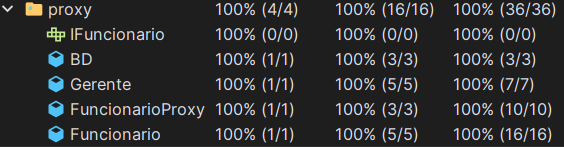 proxy 100% (4/4) 100% (16/16) 100% (36/36)
IFuncionario 100% (0/0) 100% (0/0) 100% (0/0)
BD 100% (1/1) 100% (3/3) 100% (3/3)
Gerente 100% (1/1) 100% (5/5) 100% (7/7)
FuncionarioProxy 100% (1/1) 100% (3/3) 100% (10/10)
Funcionario 100% (1/1) 100% (5/5) 100% (16/16)